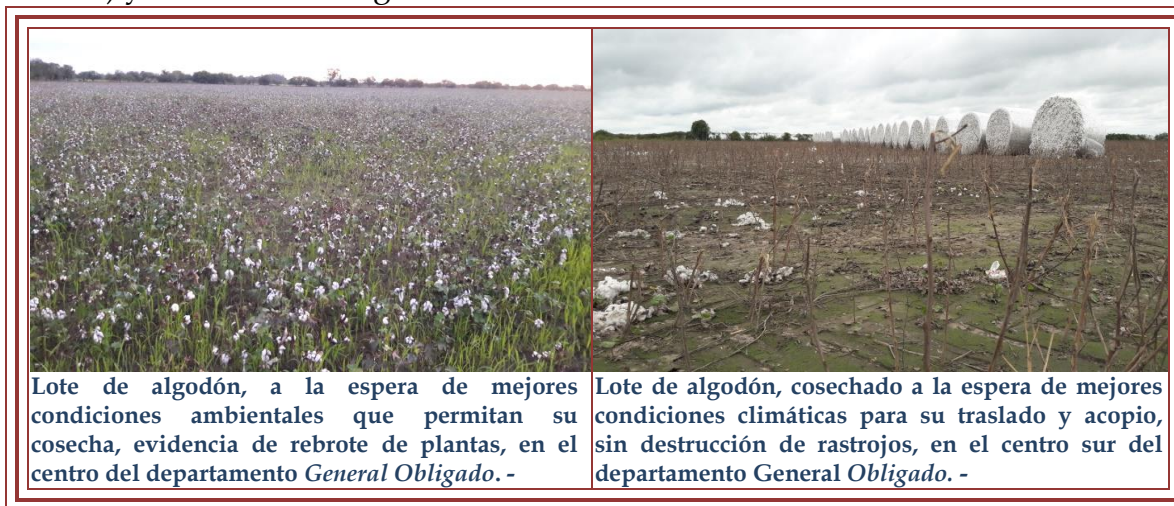 Lote de algodón, a la espera de mejores
condiciones ambientales que permitan su
cosecha, evidencia de rebrote de plantas, en el
centro del departamento General Obligado. -
Lote de algodón, cosechado a la espera de mejores
condiciones climáticas para su traslado y acopio,
sin destrucción de rastrojos, en el centro sur del
departamento General Obligado. -